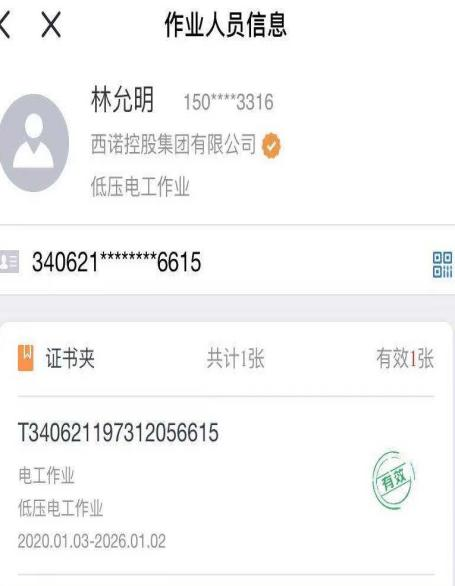 作业人员信息
林允明 150****3316
西诺控股集团有限公司
低压电工作业
340621********6615
证书夹 共计1张 有效1张
T340621197312056615
电工作业
有效
低压电工作业
2020.01.03-2026.01.02